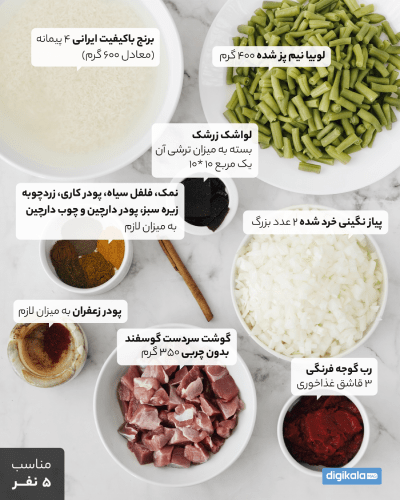 برنج باکیفیت ایرانی ۴ پیمانه
(معادل ۶۰۰ گرم)
لوبیا نیم پز شده ۴۰۰ گرم
لواشک زرشک
بسته به میزان ترشی آن
یک مربع ۱۰ *۱۰
نمک، فلفل سیاه، پودر کاری، زردچوبه
زیره سبز، پودر دارچین و چوب دارچین
به میزان لازم
پیاز نگینی خرد شده ۲ عدد بزرگ
پودر زعفران به میزان لازم
گوشت سردست گوسفند
بدون چربی ۳۵۰ گرم
رب گوجه فرنگی
۳ قاشق غذاخوری
مناسب
۵ نفـر
digikala mag